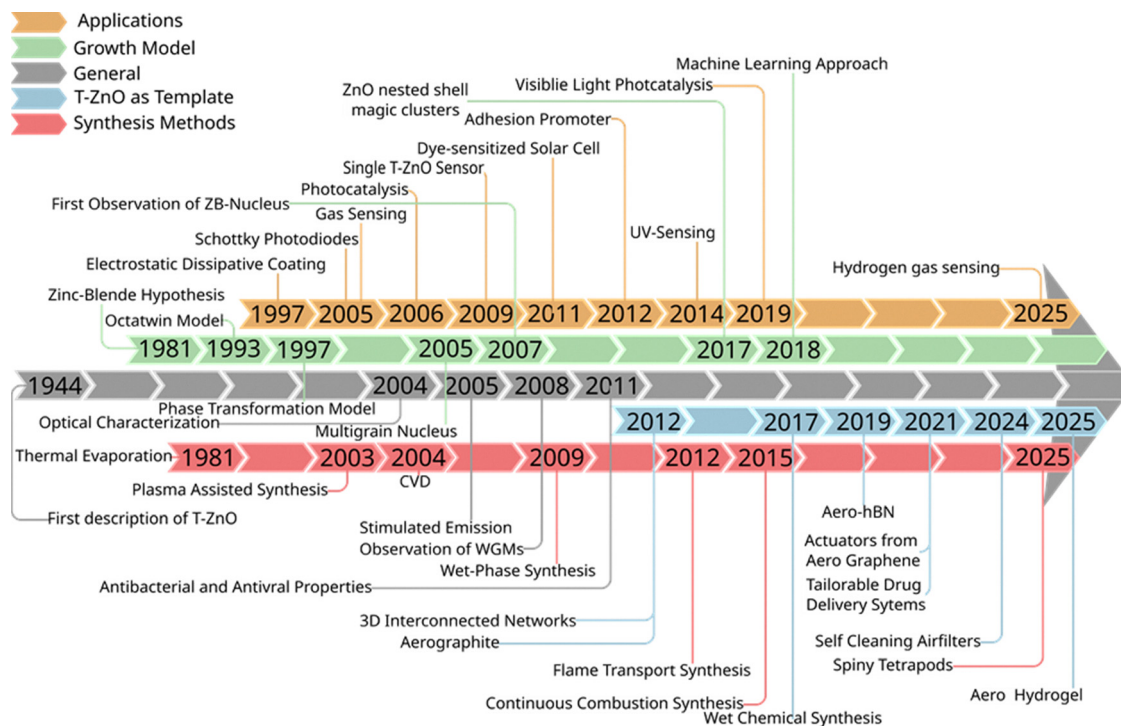 Applications
Growth Model
General
T-ZnO as Template
Synthesis Methods
Machine Learning Approach
Visiblie Light Photcatalysis
ZnO nested shell
magic clusters
Adhesion Promoter
Dye-sensitized Solar Cell
Single T-ZnO Sensor
Photocatalysis
First Observation of ZB-Nucleus
Gas Sensing
Schottky Photodiodes
UV-Sensing
Electrostatic Dissipative Coating
Hydrogen gas sensing
Zinc-Blende Hypothesis
Octatwin Model
1997 2005 2006 2009 2011 2012 2014 2019 2025
1981 1993 1997 2005 2007 2017 2018
1944 2004 2005 2008 2011
Phase Transformation Model
Optical Characterization
Multigrain Nucleus
2012 2017 2019 2021 2024 2025
Thermal Evaporation
1981 2003 2004 2009 2012 2015 2025
CVD
Plasma Assisted Synthesis
First description of T-ZnO
Stimulated Emission
Observation of WGMs
Wet-Phase Synthesis
Antibacterial and Antivral Properties
Aero-hBN
Actuators from
Aero Graphene
Tailorable Drug
Delivery Sytems
3D Interconnected Networks
Aerographite
Self Cleaning Airfilters
Flame Transport Synthesis
Spiny Tetrapods
Continuous Combustion Synthesis
Aero Hydrogel
Wet Chemical Synthesis